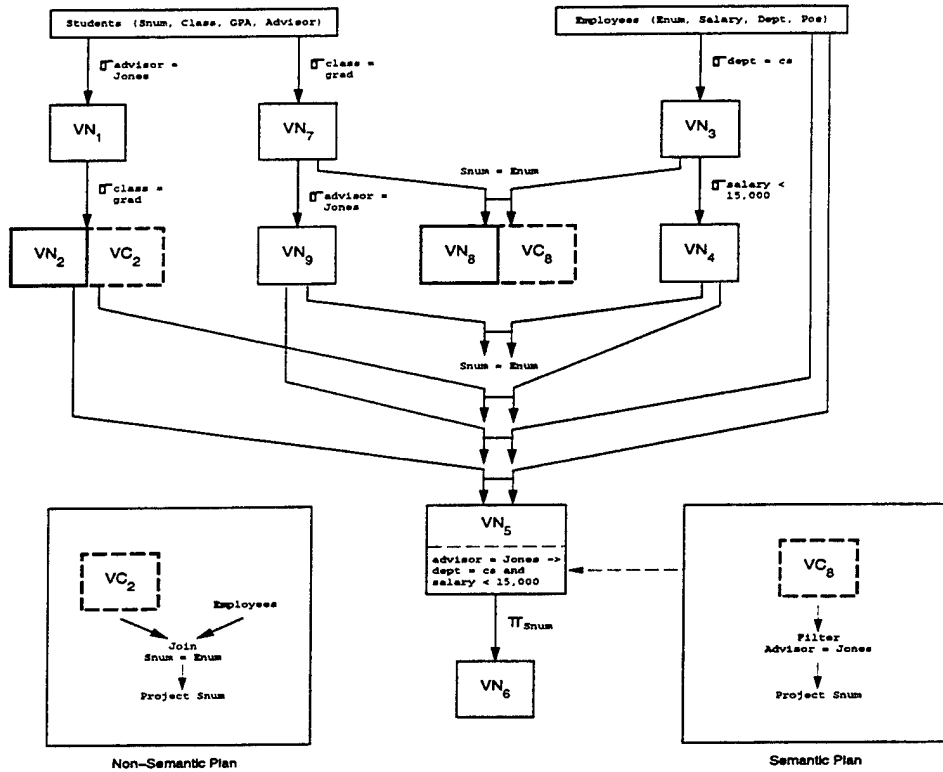 Students (Snum, Class, GPA, Advisor)
Employees (Enum, Salary, Dept, Pos)
σ advisor =
Jones
σ class =
grad
σ dept = cs
VN1
VN7
VN3
σ class =
grad
σ advisor =
Jones
Snum = Enum
σ salary <
15,000
VN2
VC2
VN9
VN8
VC8
VN4
Snum = Enum
VN5
advisor = Jones ->
dept = cs and
salary < 15,000
π Snum
VN6
VC2
Employees
Join
Snum = Enum
Project Snum
Non-Semantic Plan
VC8
Filter
Advisor = Jones
Project Snum
Semantic Plan